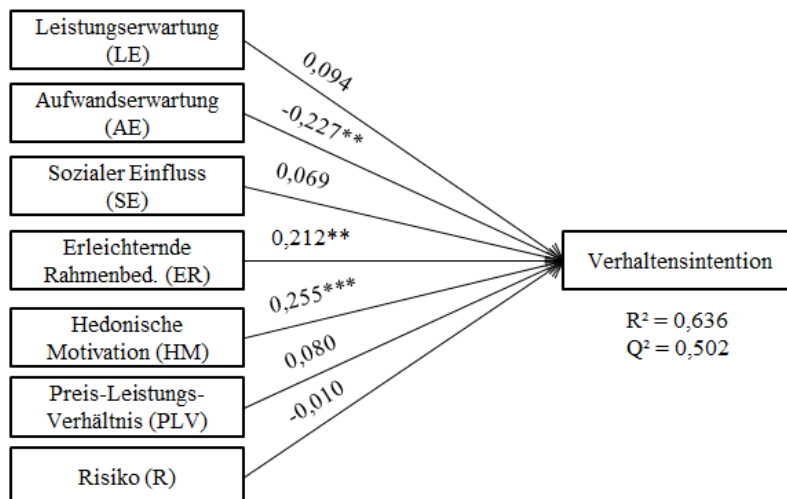 Leistungserwartung
(LE)
0,094
Aufwandserwartung
(AE)
-0,227**
Sozialer Einfluss
(SE)
0,069
Erleichternde
Rahmenbed. (ER)
0,212**
Verhaltensintention
R² = 0,636
Q² = 0,502
Hedonische
Motivation (HM)
0,255***
Preis-Leistungs-
Verhältnis (PLV)
0,080
Risiko (R)
-0,010